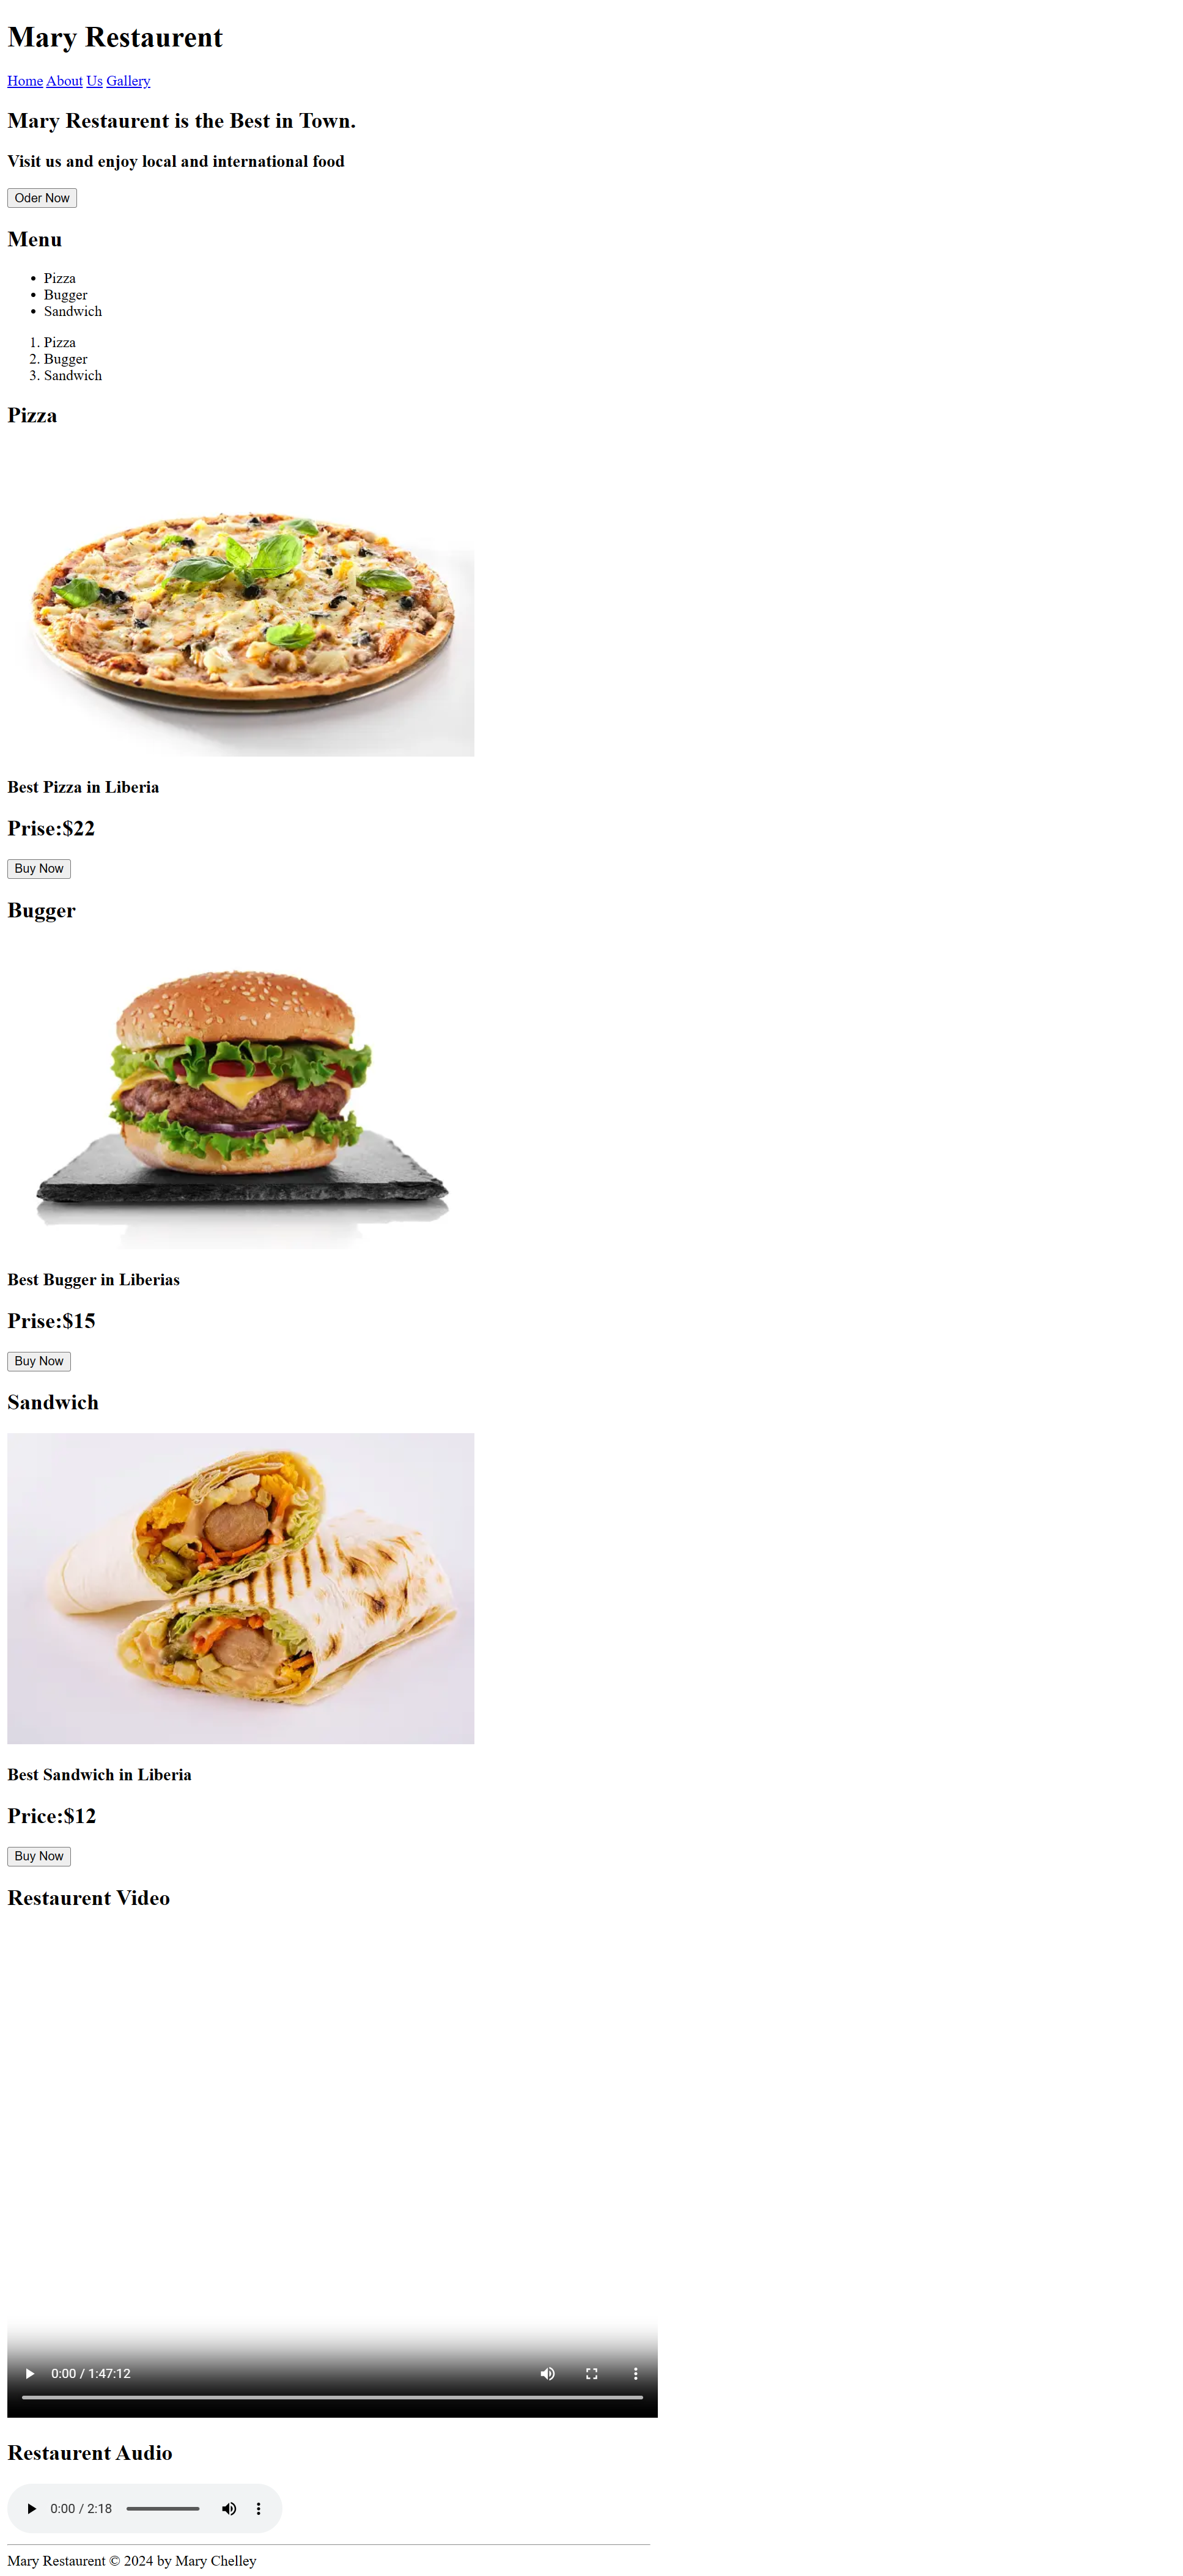 Mary Restaurent
Home About Us Gallery
Mary Restaurent is the Best in Town.
Visit us and enjoy local and international food
Oder Now
Menu
• Pizza
• Bugger
• Sandwich
1. Pizza
2. Bugger
3. Sandwich
Pizza
Best Pizza in Liberia
Prise:$22
Buy Now
Bugger
Best Bugger in Liberias
Prise:$15
Buy Now
Sandwich
Best Sandwich in Liberia
Price:$12
Buy Now
Restaurent Video
0:00 / 1:47:12
Restaurent Audio
0:00 / 2:18
Mary Restaurent © 2024 by Mary Chelley